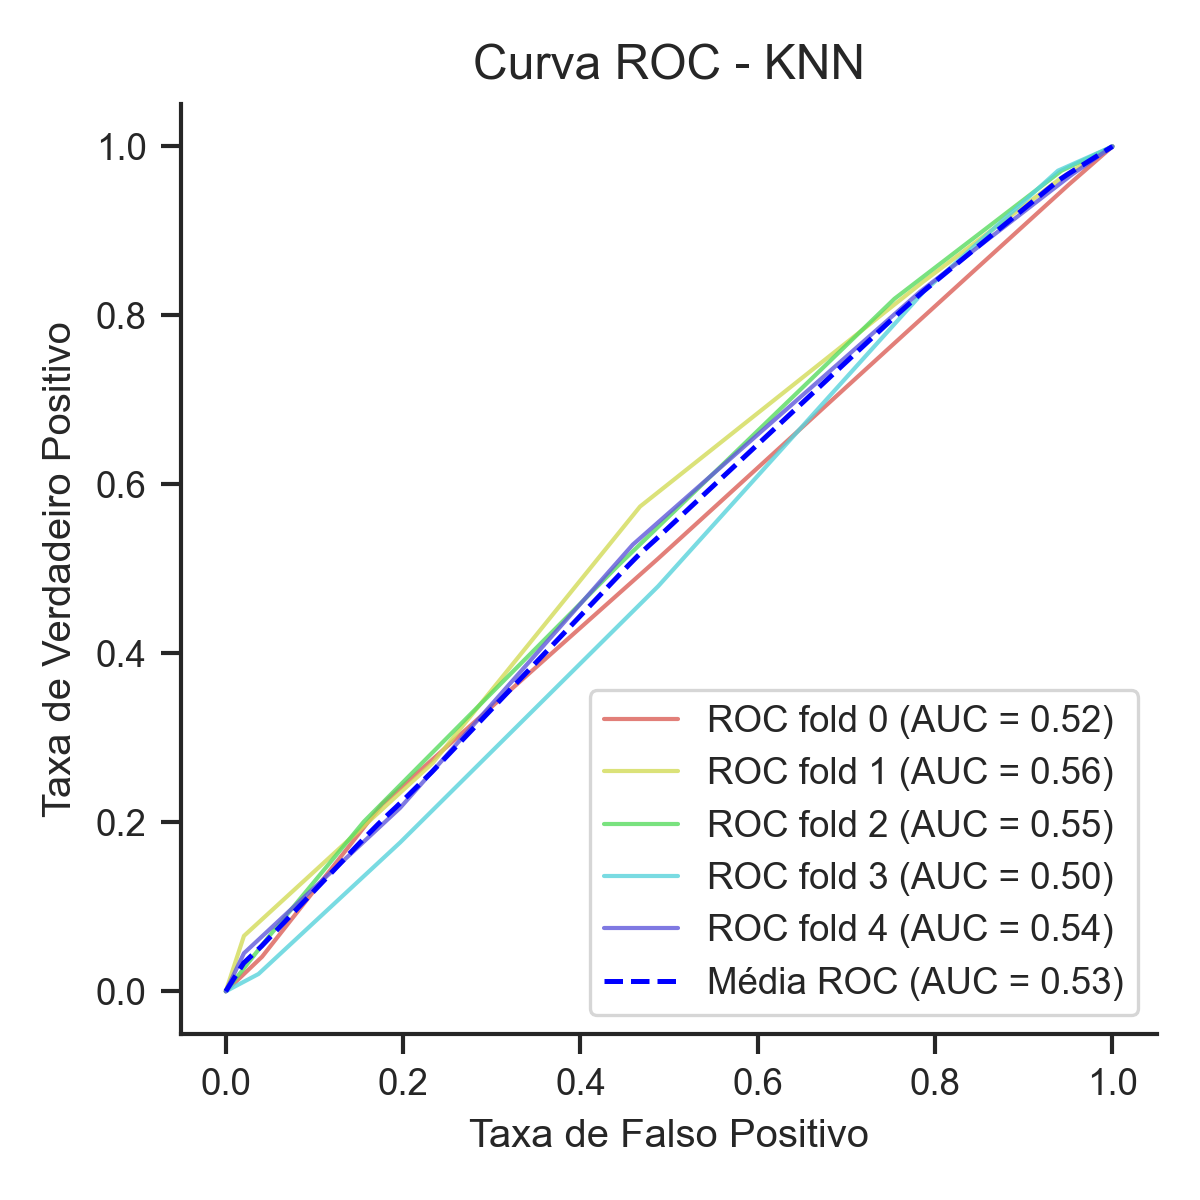 Curva ROC - KNN
1.0
0.8
0.6
0.4
0.2
0.0
Taxa de Verdadeiro Positivo
ROC fold 0 (AUC = 0.52)
ROC fold 1 (AUC = 0.56)
ROC fold 2 (AUC = 0.55)
ROC fold 3 (AUC = 0.50)
ROC fold 4 (AUC = 0.54)
Média ROC (AUC = 0.53)
0.0 0.2 0.4 0.6 0.8 1.0
Taxa de Falso Positivo